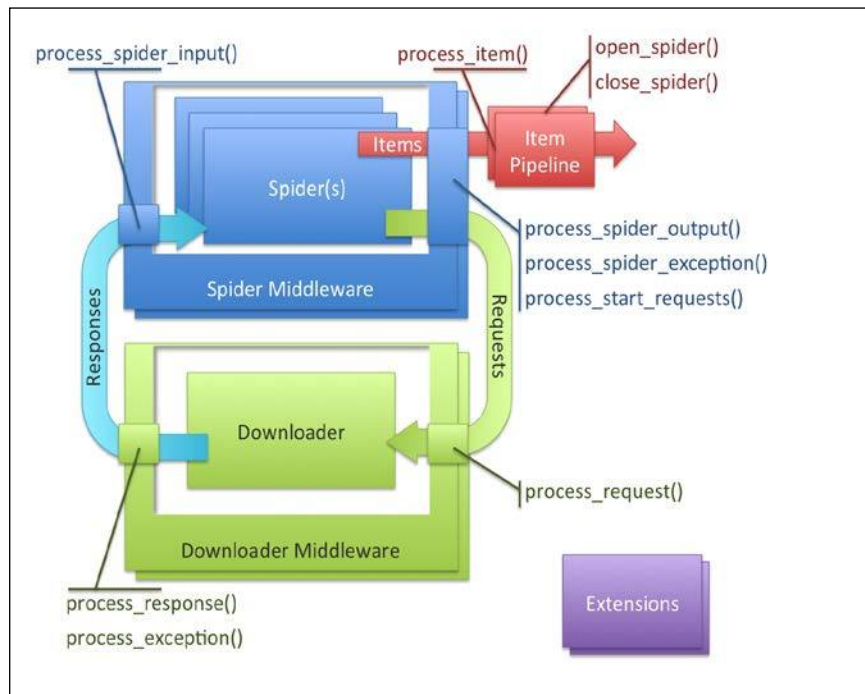 process_spider_input()
process_item()
open_spider()
close_spider()
Items
Item
Pipeline
Spider(s)
process_spider_output()
process_spider_exception()
process_start_requests()
Spider Middleware
Responses
Requests
Downloader
process_request()
Downloader Middleware
process_response()
process_exception()
Extensions